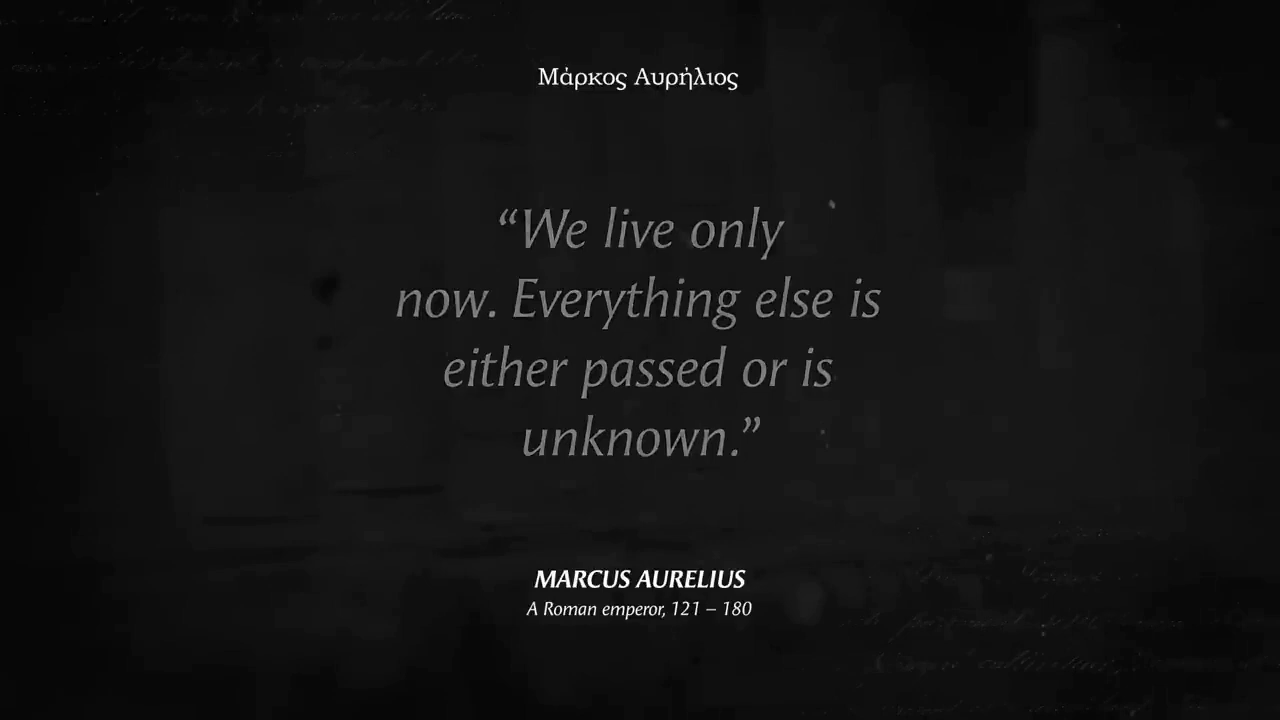 Μάρκος Αυρήλιος
“We live only
now. Everything else is
either passed or is
unknown.”
MARCUS AURELIUS
A Roman emperor, 121 – 180